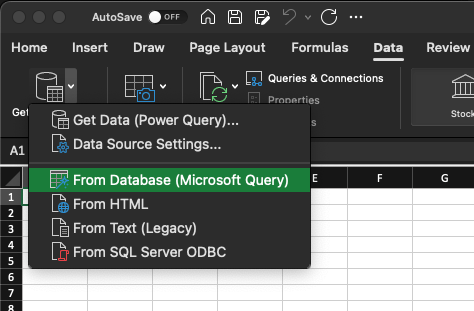 AutoSave OFF
Home Insert Draw Page Layout Formulas Data Review
Queries & Connections
Properties
Get
Stock
Get Data (Power Query)...
Data Source Settings...
From Database (Microsoft Query)
From HTML
From Text (Legacy)
From SQL Server ODBC
A1
E F G
1
2
3
4
5
6
7
8